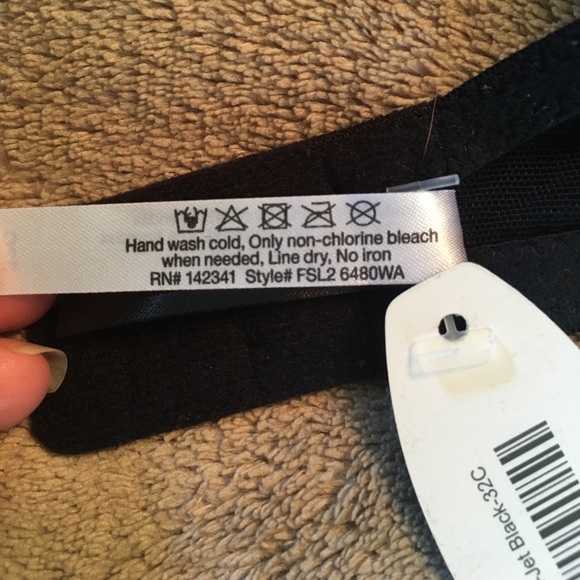 Hand wash cold, Only non-chlorine bleach
when needed, Line dry, No iron
RN# 142341 Style# FSL2 6480WA
Jet Black-32C